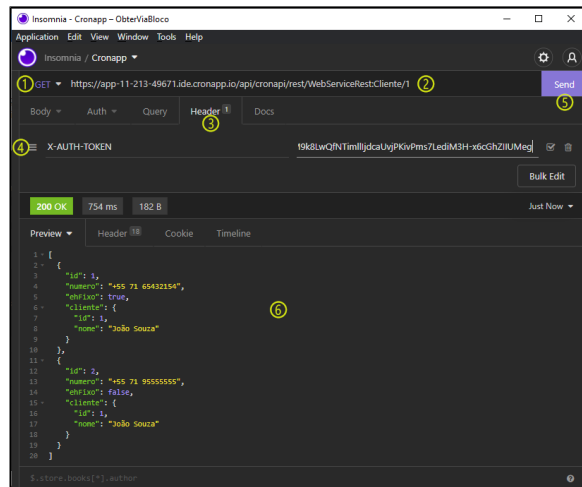 Insomnia - Cronapp – ObterViaBloco
Application Edit View Window Tools Help
Insomnia / Cronapp
1 GET https://app-11-213-49671.ide.cronapp.io/api/cronapi/rest/WebServiceRest:Cliente/1 2 Send
5
Body Auth Query Header 1 Docs
3
4 X-AUTH-TOKEN
Bulk Edit
200 OK 754 ms 182 B Just Now
Preview Header 18 Cookie Timeline
1 [
2 {
3 "id": 1,
4 "numero": "+55 71 65432154",
5 "ehFixo": true,
6 "cliente": {
6
7 "id": 1,
8 "nome": "João Souza"
9 }
10 },
11 {
12 "id": 2,
13 "numero": "+55 71 95555555",
14 "ehFixo": false,
15 "cliente": {
16 "id": 1,
17 "nome": "João Souza"
18 }
19 }
20 ]
$.store.books[*].author